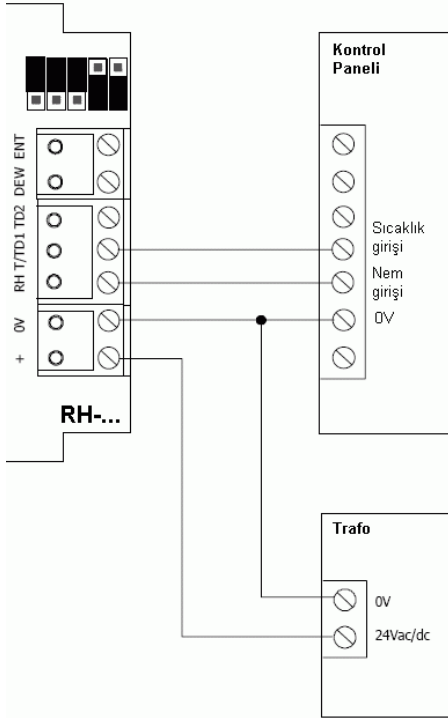 Kontrol
Paneli
ENT
DEW
TD2
T/TD1
RH
0V
+
Sıcaklık
girişi
Nem
girişi
0V
RH-...
Trafo
0V
24Vac/dc